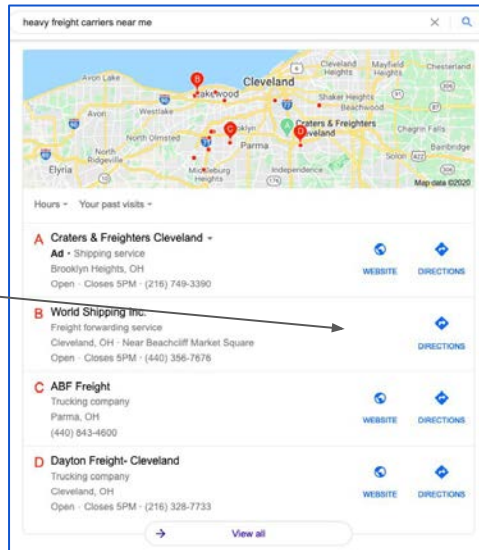 heavy freight carriers near me
Cleveland
Cleveland Heights
Mayfield Heights
Chesterland
Avon Lake
B
Lakewood
Shaker Heights
Beachwood
Avon
Westlake
C
A
Craters & Freighters Cleveland
D
Chagrin Falls
North Olmsted
Parma
North Ridgeville
Bainbridge
Solon
Elyria
Middleburg Heights
Independence
Map data ©2020
Hours
Your past visits
A Craters & Freighters Cleveland
Ad · Shipping service
Brooklyn Heights, OH
Open · Closes 5PM · (216) 749-3390
WEBSITE
DIRECTIONS
B World Shipping Inc.
Freight forwarding service
Cleveland, OH · Near Beachcliff Market Square
Open · Closes 5PM · (440) 356-7676
DIRECTIONS
C ABF Freight
Trucking company
Parma, OH
(440) 843-4600
WEBSITE
DIRECTIONS
D Dayton Freight- Cleveland
Trucking company
Cleveland, OH
Open · Closes 5PM · (216) 328-7733
WEBSITE
DIRECTIONS
View all